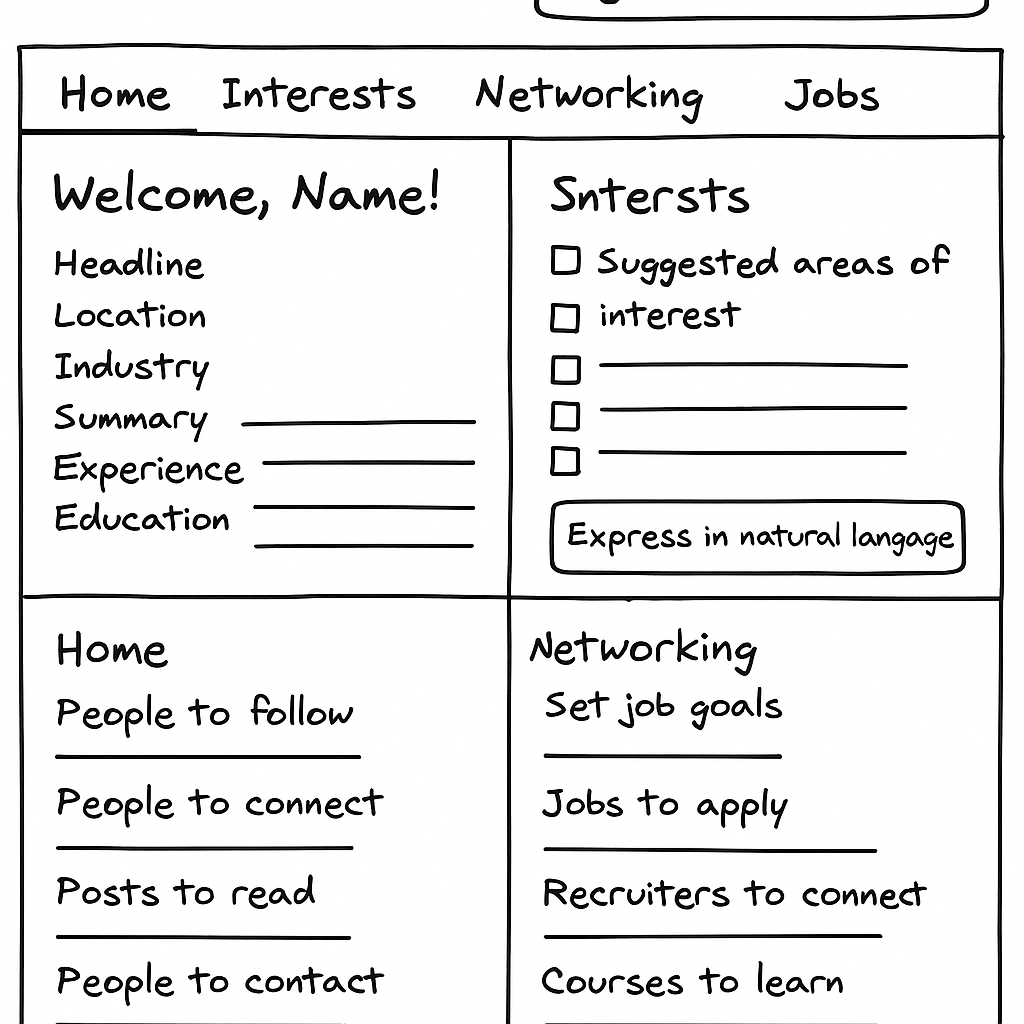 Home Interests Networking Jobs
Welcome, Name!
Headline
Location
Industry
Summary
Experience
Education
Sntersts
Suggested areas of
interest
Express in natural langage
Home
People to follow
People to connect
Posts to read
People to contact
Networking
Set job goals
Jobs to apply
Recruiters to connect
Courses to learn